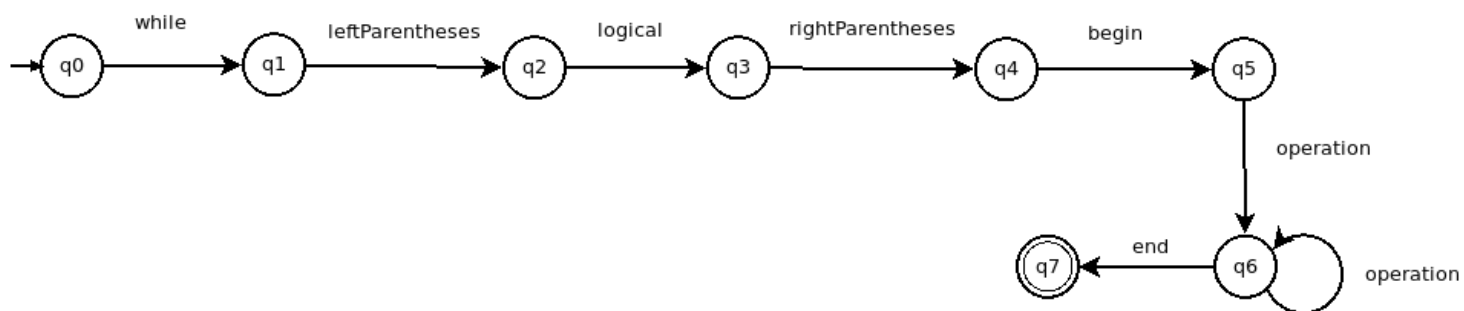 while
leftParentheses
logical
rightParentheses
begin
q0
q1
q2
q3
q4
q5
operation
end
q7
q6
operation